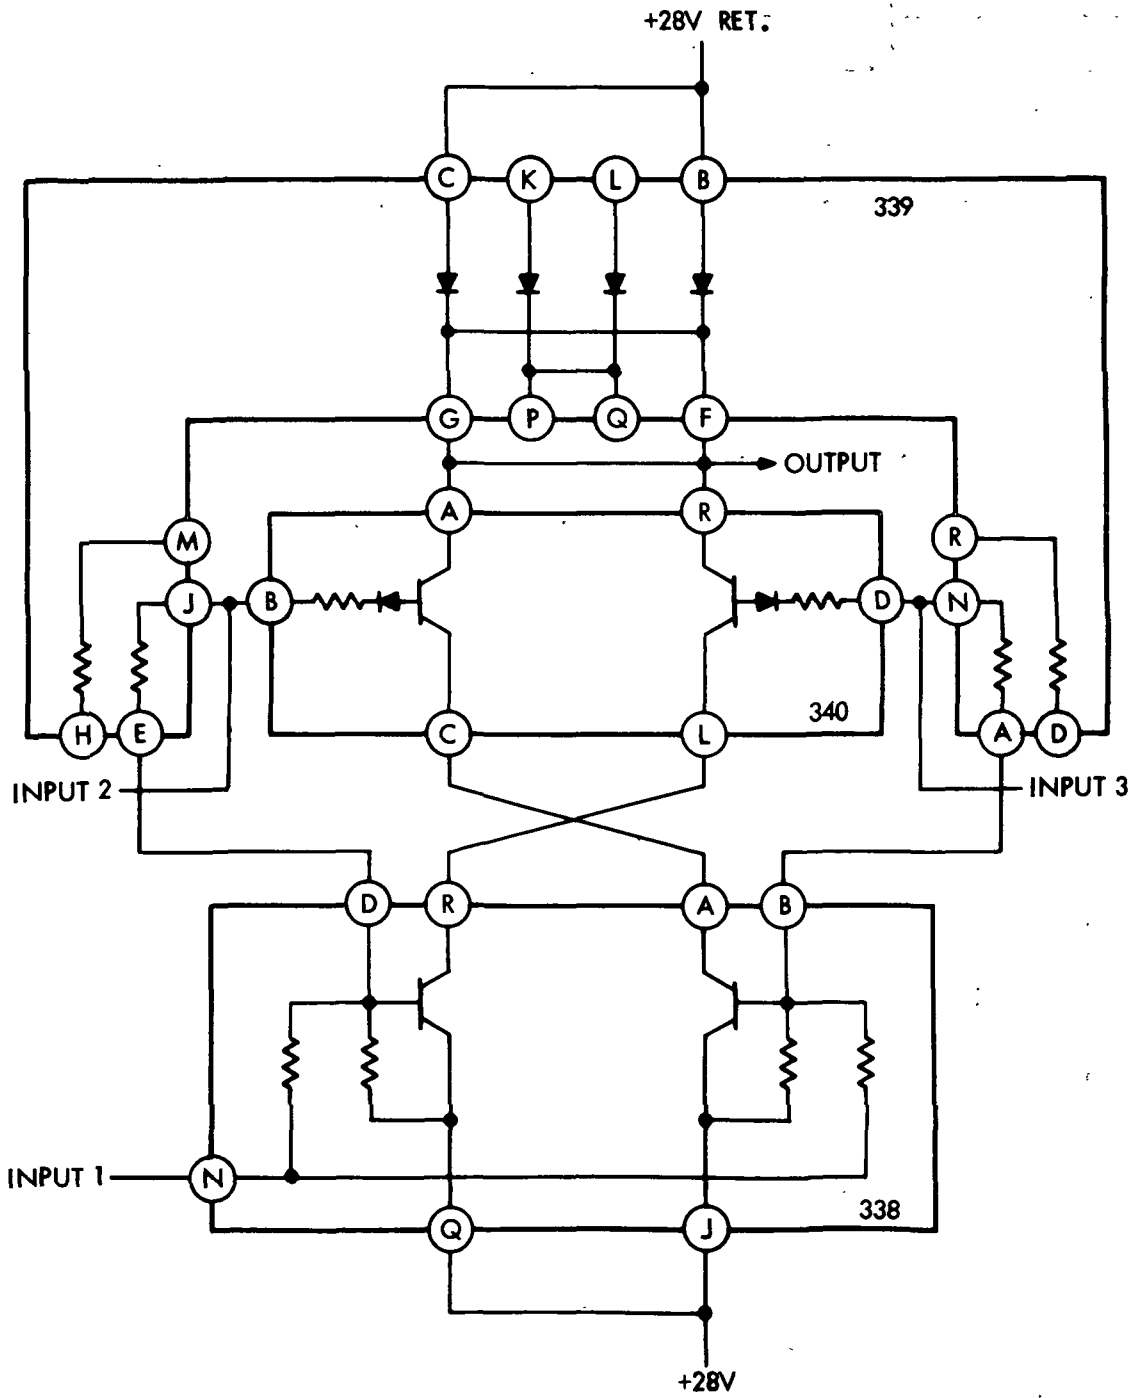 +28V RET.
C K L B
339
G P Q F
OUTPUT
A R
M R
J B D N
340
H E C L A D
INPUT 2
INPUT 3
D R A B
INPUT 1
N
338
Q J
+28V